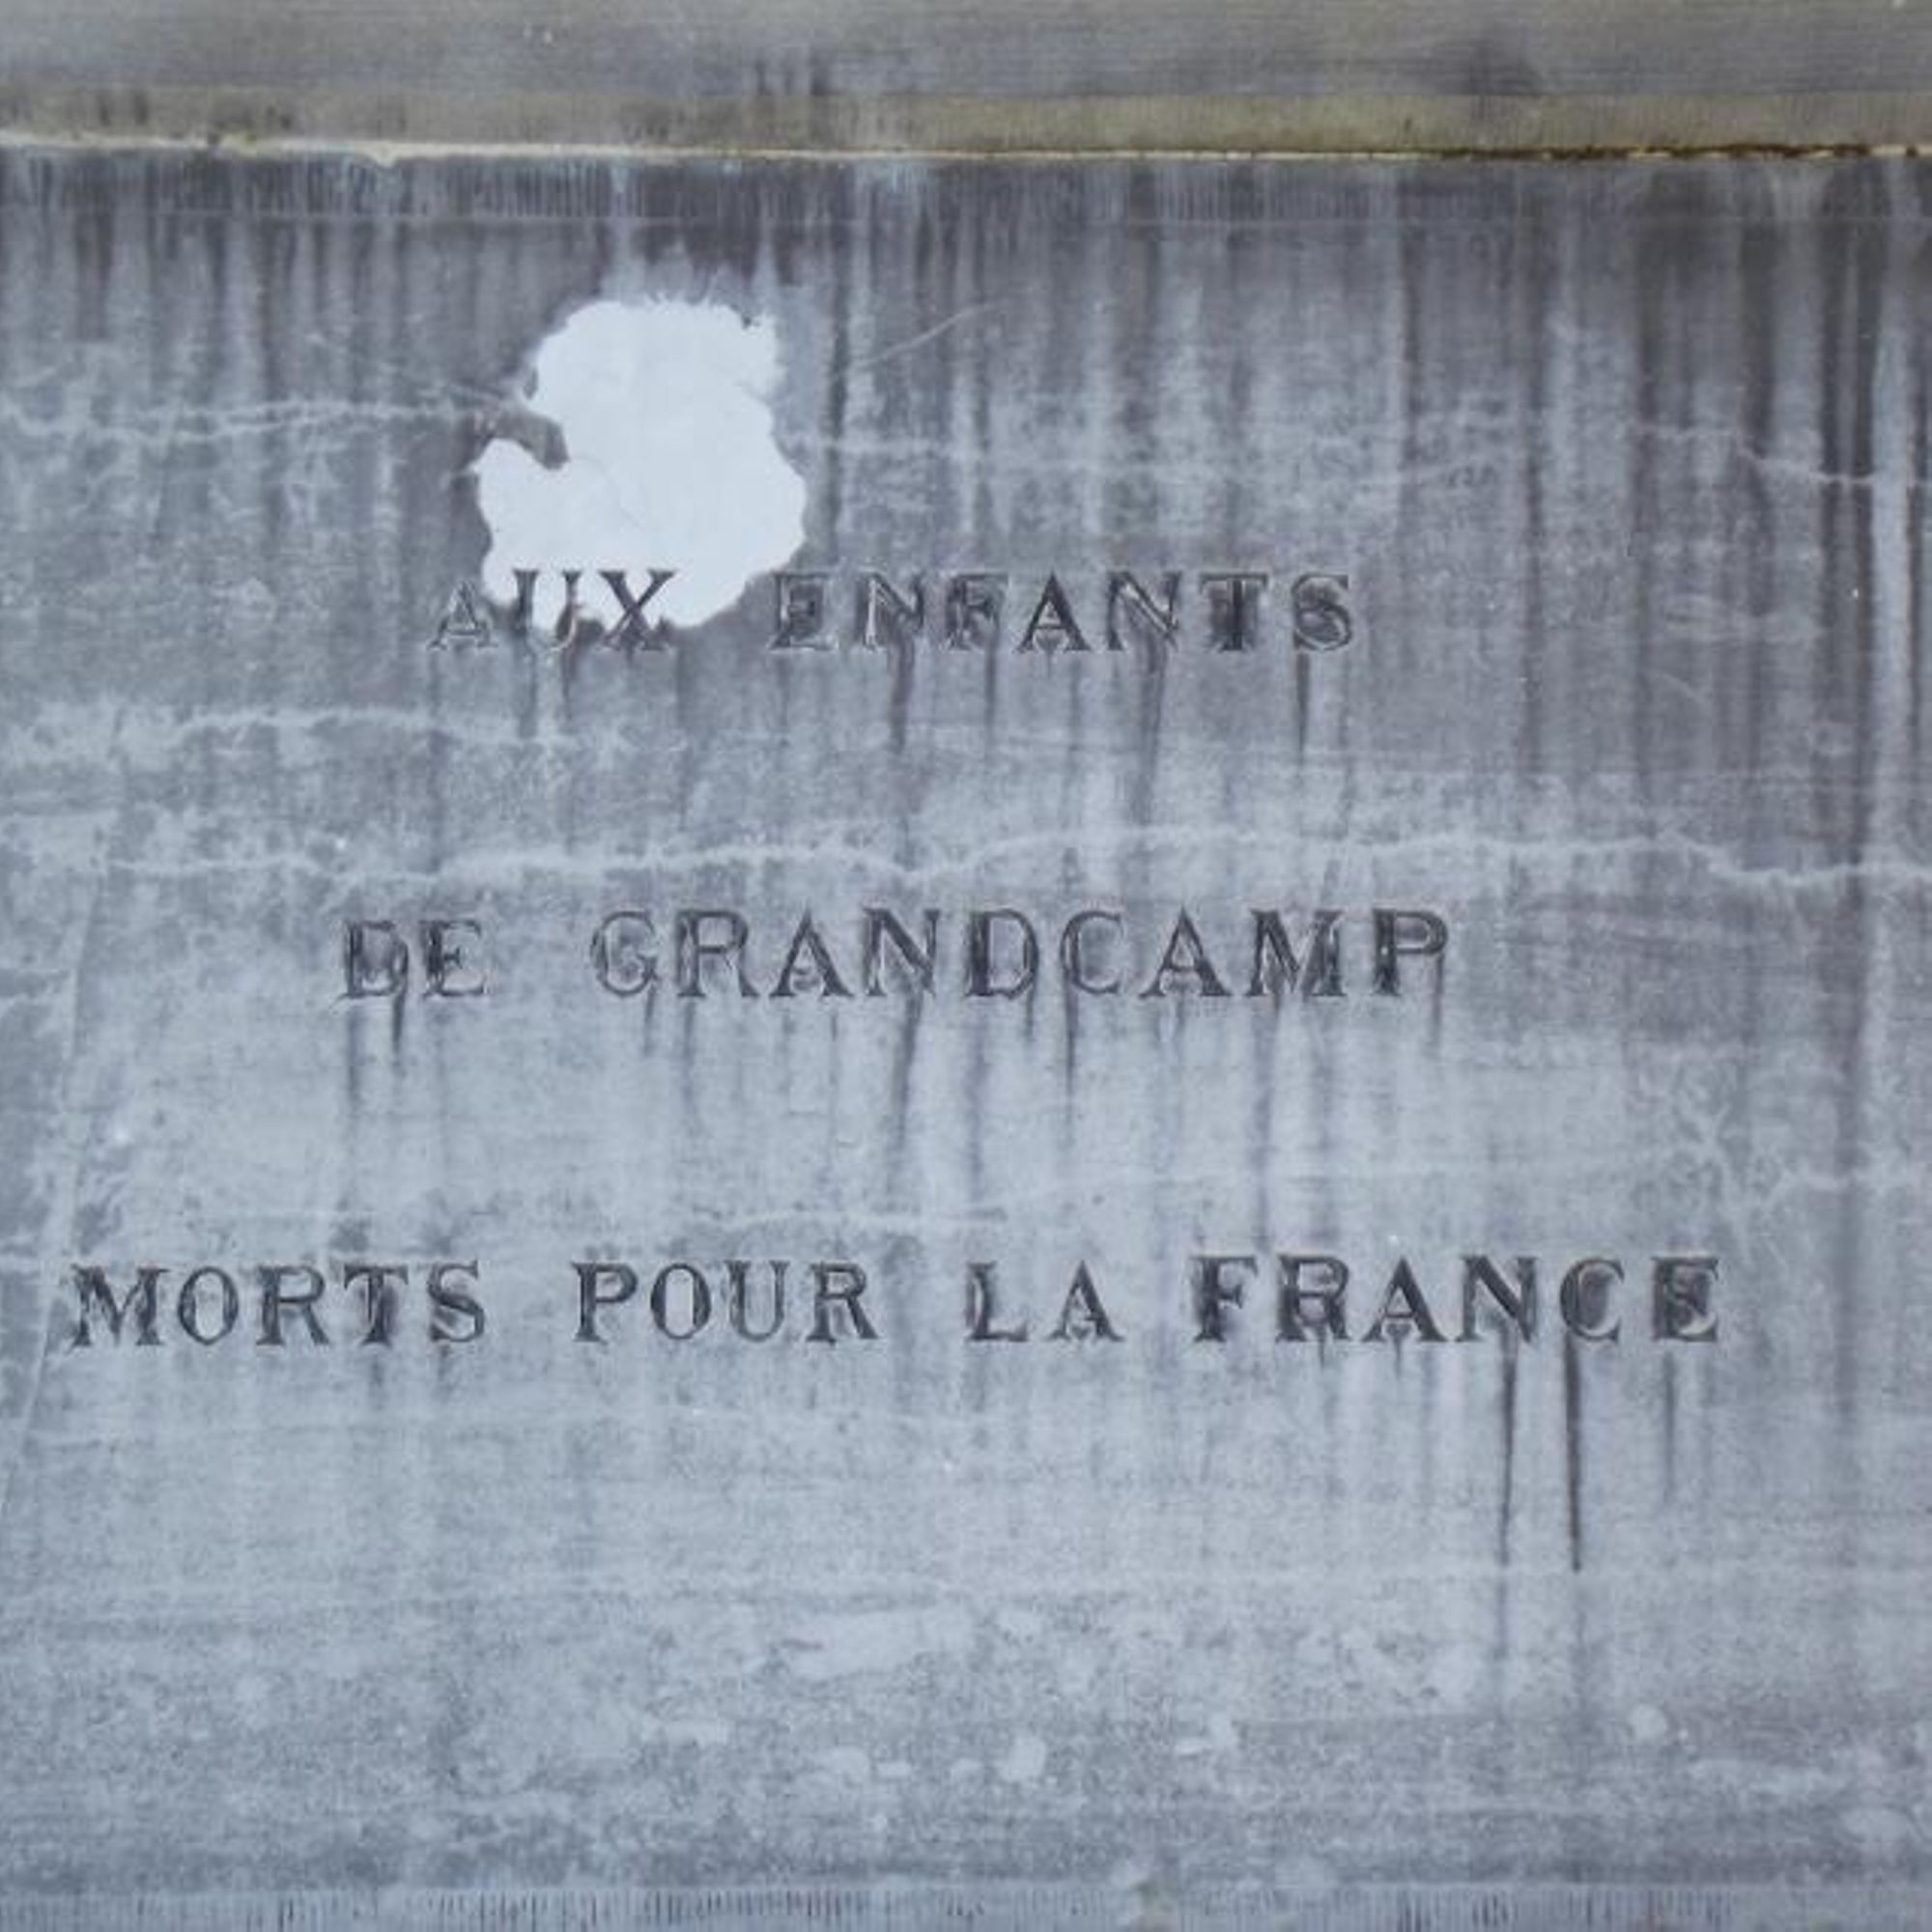 AUX ENFANTS
DE GRANDCAMP
MORTS POUR LA FRANCE